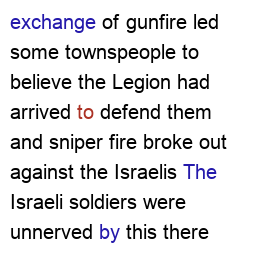 exchange of gunfire led
some townspeople to
believe the Legion had
arrived to defend them
and sniper fire broke out
against the Israelis The
Israeli soldiers were
unnerved by this there